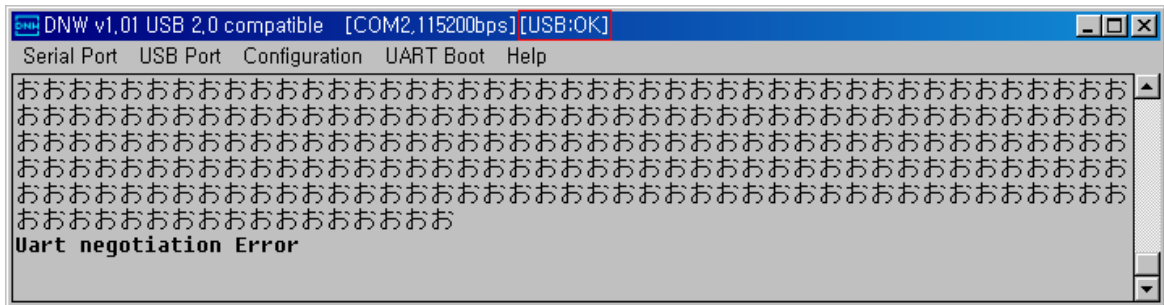 DNW v1,01 USB 2,0 compatible [COM2,115200bps][USB:OK]
Serial Port USB Port Configuration UART Boot Help
おおおおおおおおおおおおおおおおおおおおおおおおおおおおおおおおおおおおおおおおおおお
おおおおおおおおおおおおおおおおおおおおおおおおおおおおおおおおおおおおおおおおおおお
おおおおおおおおおおおおおおおおおおおおおおおおおおおおおおおおおおおおおおおおおおお
おおおおおおおおおおおおおおおおおおおおおおおおおおおおおおおおおおおおおおおおおおお
おおおおおおおおおおおおおおおおおおおおおおおおおおおおおおおおおおおおおおおおおおお
おおおおおおおおおおおおおおおおお
Uart negotiation Error